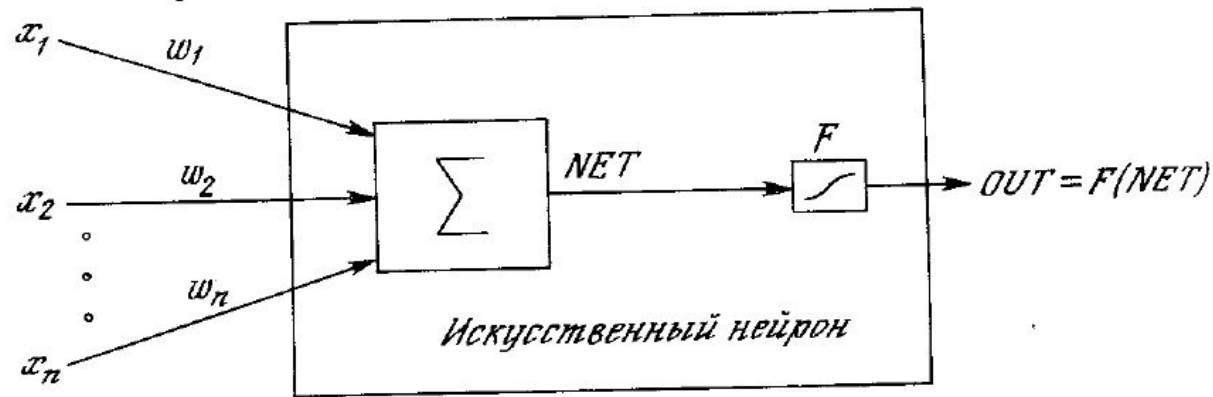 x₁
w₁
F
NET
w₂
x₂
∑
OUT = F(NET)
wₙ
Искусственный нейрон
xₙ